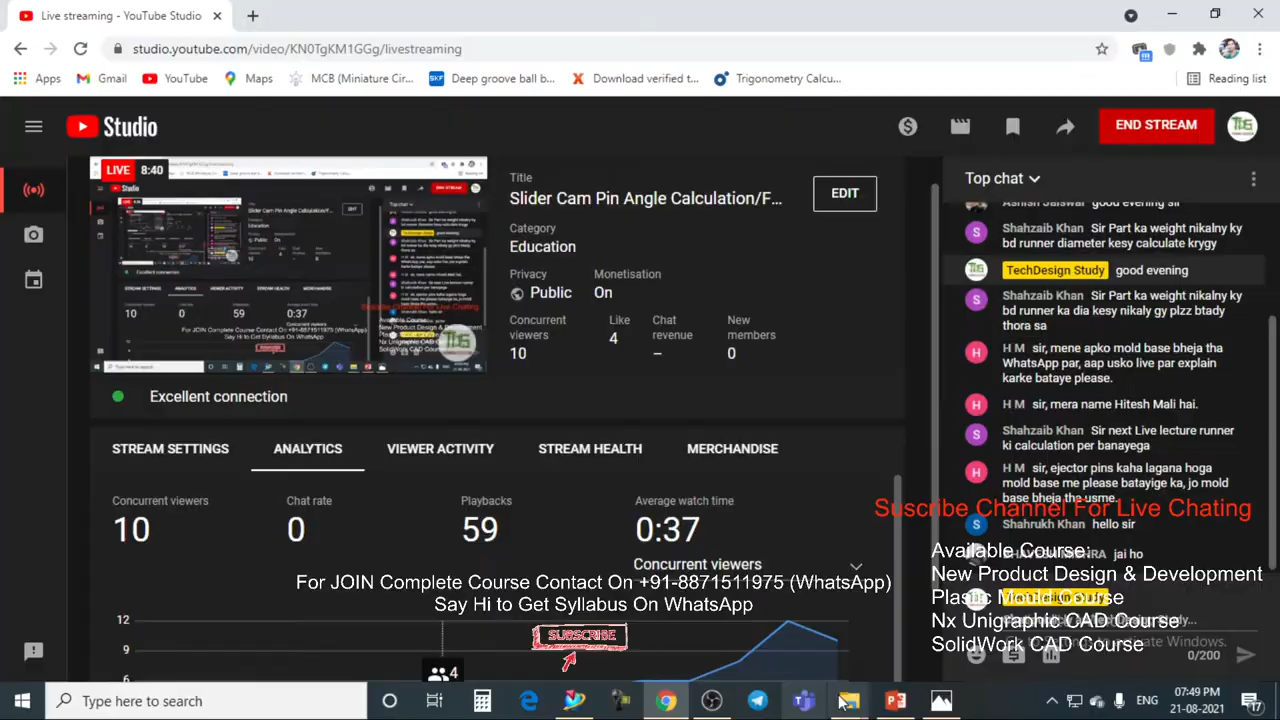 Live streaming - YouTube Studio
studio.youtube.com/video/KN0TgKM1GGg/livestreaming
Apps Gmail YouTube Maps MCB (Miniature Cir... Deep groove ball b... Download verified t... Trigonometry Calcu... Reading list
Studio
END STREAM
LIVE 8:40
Title
Slider Cam Pin Angle Calculation/F...
EDIT
Category
Education
Privacy Monetisation
Public On
Concurrent viewers Like Chat revenue New members
10 4 – 0
Excellent connection
STREAM SETTINGS ANALYTICS VIEWER ACTIVITY STREAM HEALTH MERCHANDISE
Concurrent viewers Chat rate Playbacks Average watch time
10 0 59 0:37
Concurrent viewers
For JOIN Complete Course Contact On +91-8871511975 (WhatsApp)
Say Hi to Get Syllabus On WhatsApp
12
SUBSCRIBE
9
4
6
Top chat
good evening sir
Shahzaib Khan
ka weight nikalny ky
bd runner diameter kesy calcuate krygy
TechDesign Study good evening
Shahzaib Khan Sir Part ka weight nikalny ky
bd runner ka dia kesy nikaly gy plzz btady
thora sa
H M sir, mene apko mold base bheja tha
WhatsApp par, aap usko live par explain
karke bataye please.
H M sir, mera name Hitesh Mali hai.
Shahzaib Khan Sir next Live lecture runner
ki calculation per banayega
H M sir, ejector pins kaha lagana hoga
mold base me please batayige ka, jo mold
base bheja tha usme.
Suscribe Channel For Live Chating
Shahrukh Khan hello sir
jai ho
Available Course:
New Product Design & Development
Plastic Mould Course
Nx Unigraphic CAD Course
SolidWork CAD Course
0/200
Type here to search
ENG
07:49 PM
21-08-2021
17